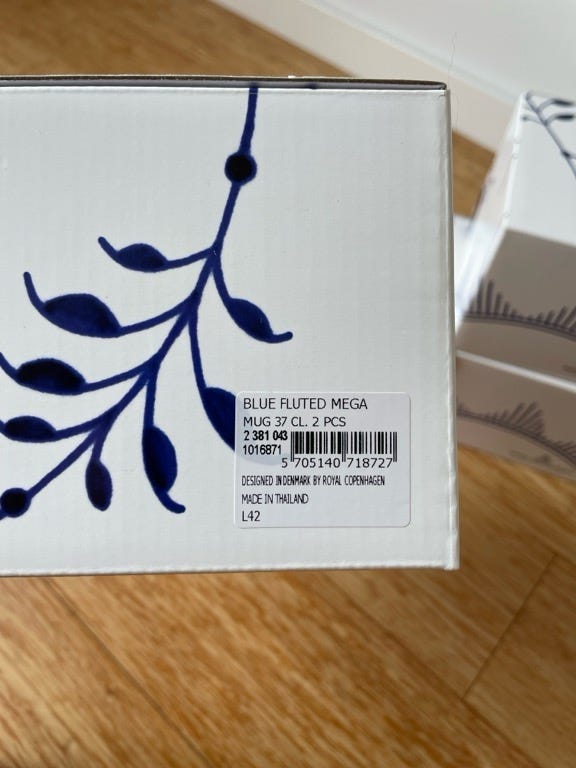 BLUE FLUTED MEGA
MUG 37 CL. 2 PCS
2 381 043
1016871
5 705140 718727
DESIGNED IN DENMARK BY ROYAL COPENHAGEN
MADE IN THAILAND
L42